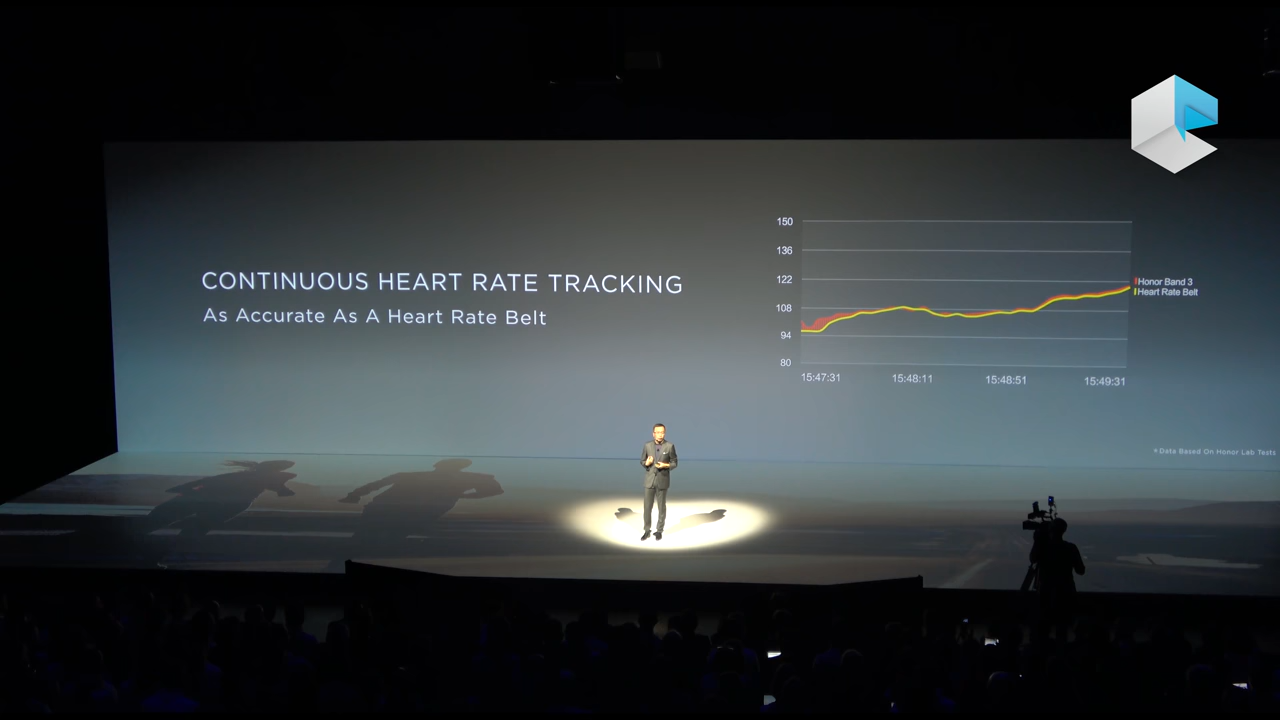 CONTINUOUS HEART RATE TRACKING
As Accurate As A Heart Rate Belt
150
136
122
108
94
80
15:47:31 15:48:11 15:48:51 15:49:31
Honor Band 3
Heart Rate Belt
*Data Based On Honor Lab Tests